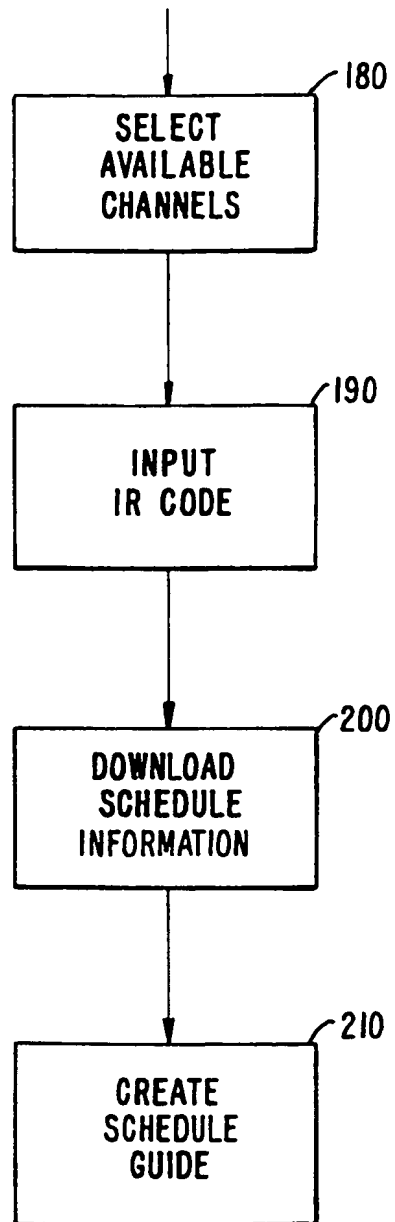 180
SELECT
AVAILABLE
CHANNELS
190
INPUT
IR CODE
200
DOWNLOAD
SCHEDULE
INFORMATION
210
CREATE
SCHEDULE
GUIDE